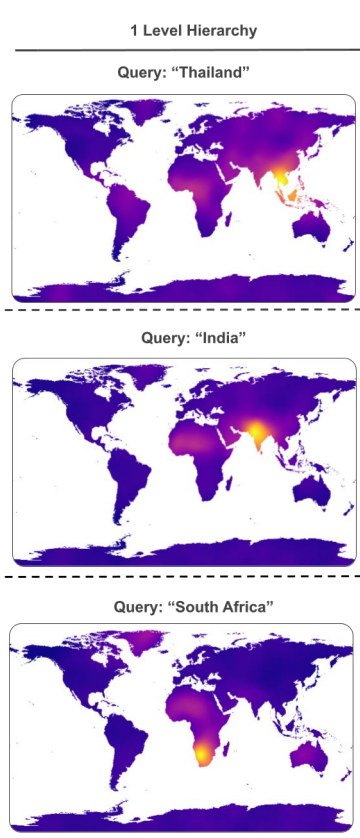 1 Level Hierarchy
Query: “Thailand”
Query: “India”
Query: “South Africa”